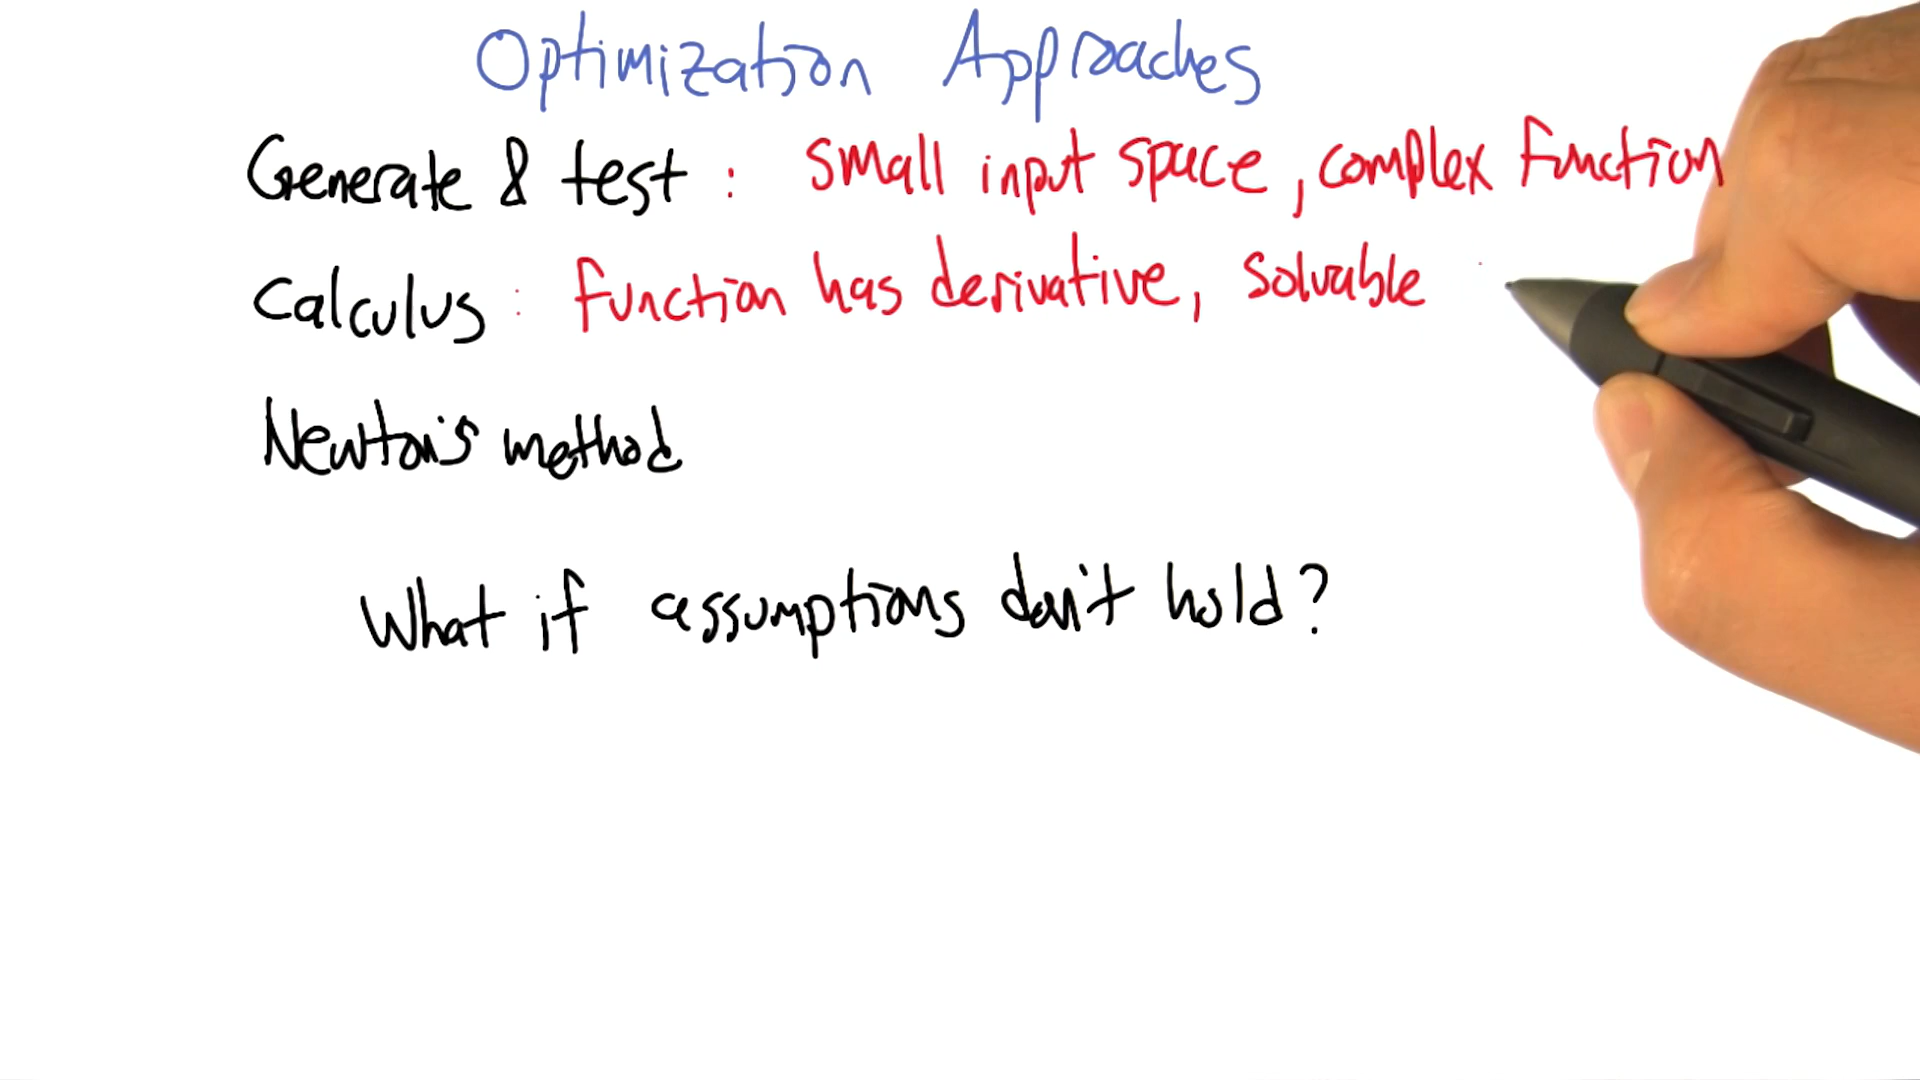 Optimization Approaches
Generate & test : small input space, complex function
Calculus : function has derivative, solvable
Newton's method
What if assumptions don't hold?